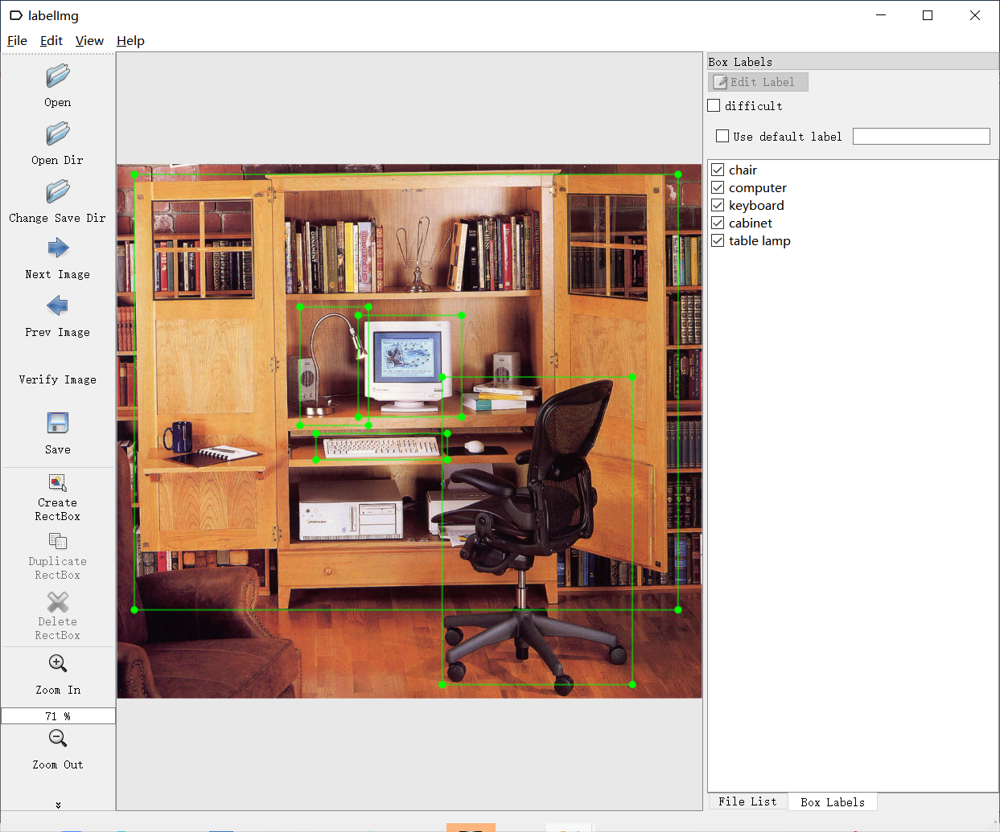 labelImg
File Edit View Help
Open
Open Dir
Change Save Dir
Next Image
Prev Image
Verify Image
Save
Create
RectBox
Duplicate
RectBox
Delete
RectBox
Zoom In
71 %
Zoom Out
ORNAMENT
Box Labels
Edit Label
difficult
Use default label
chair
computer
keyboard
cabinet
table lamp
File List Box Labels